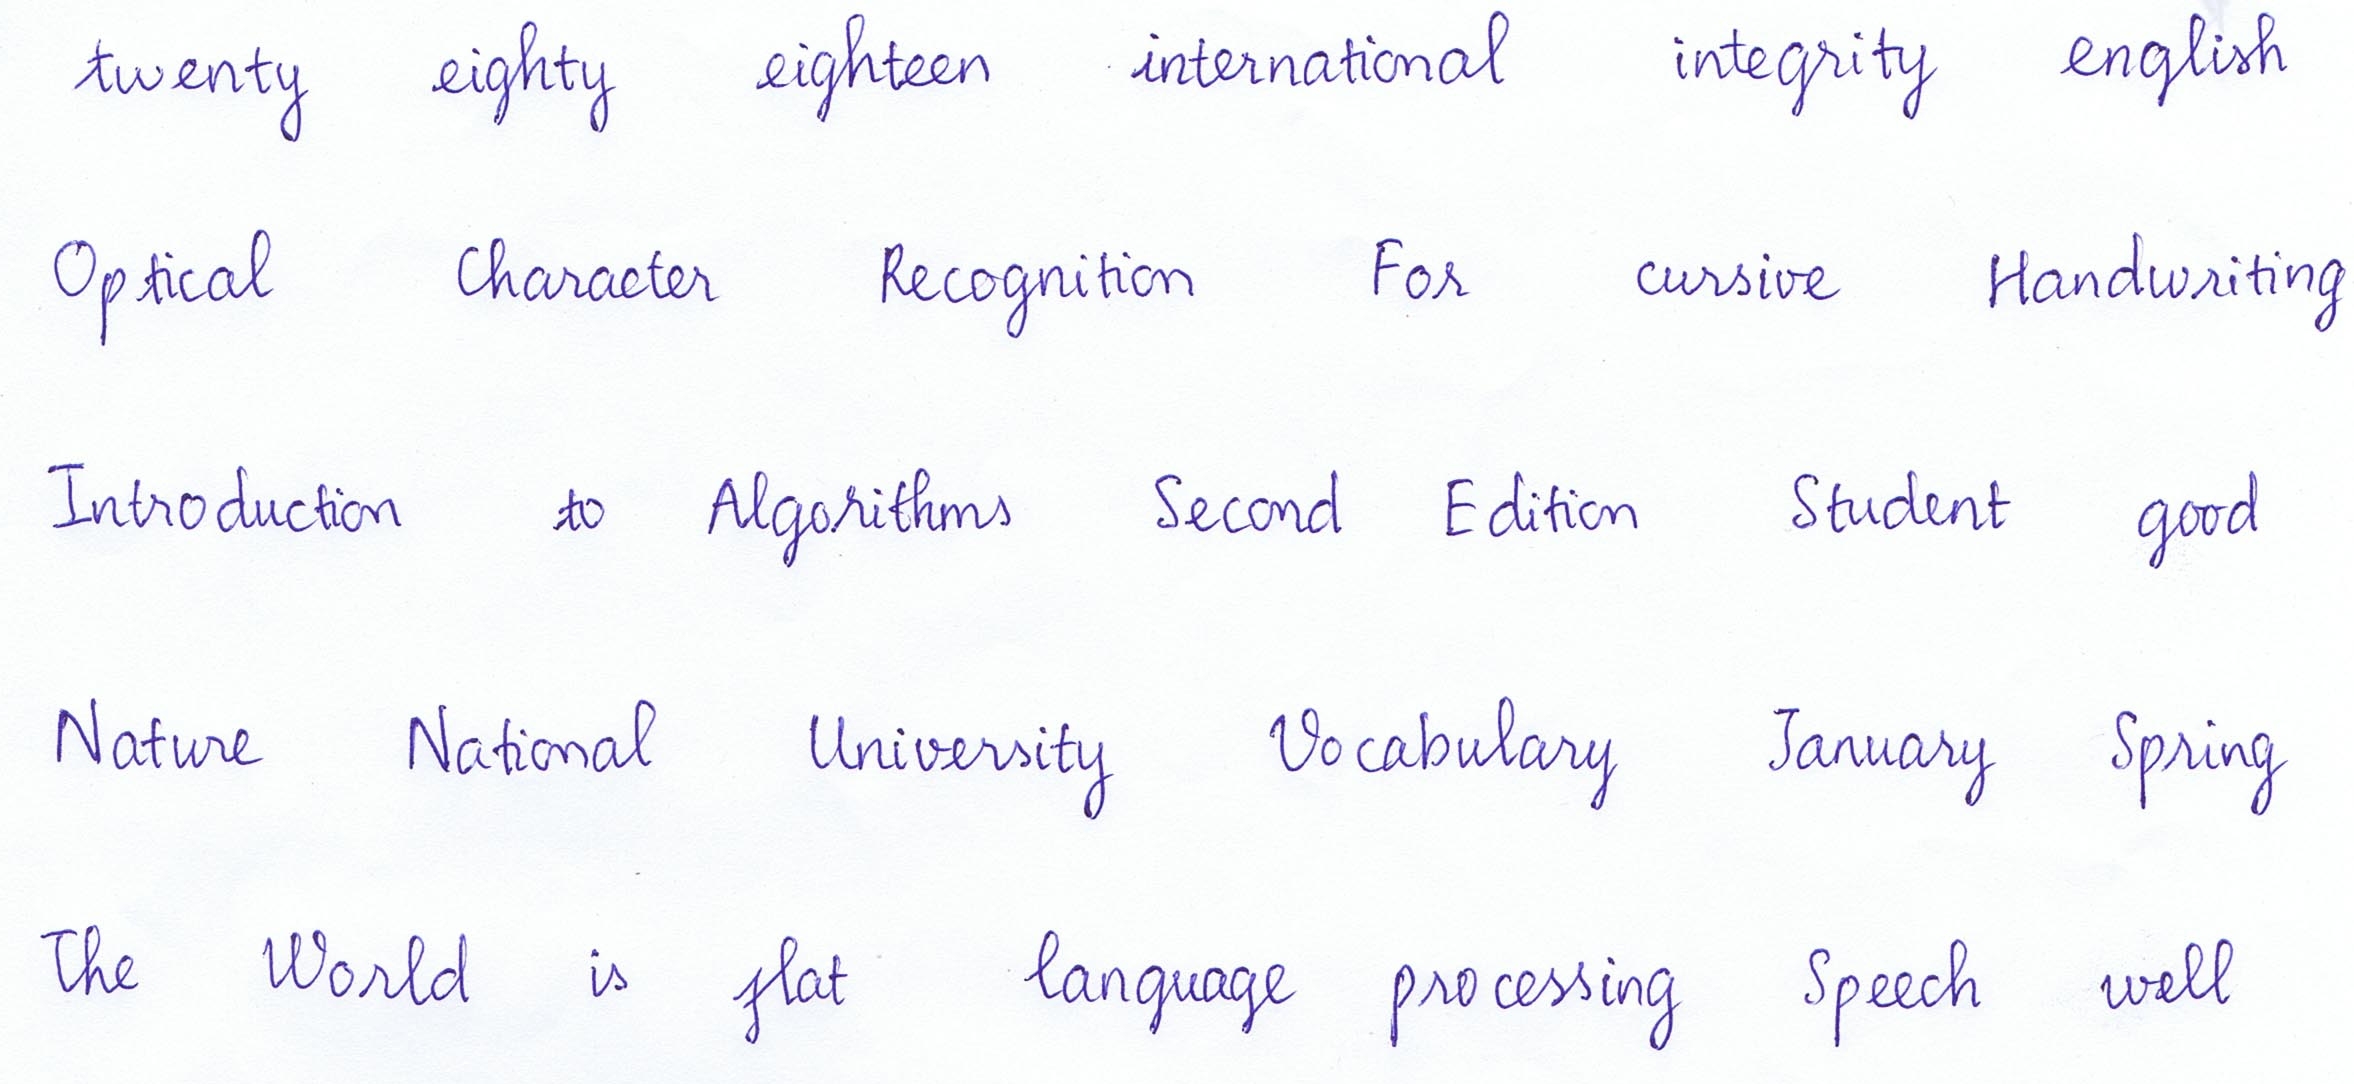 twenty eighty eighteen international integrity english
Optical Character Recognition For cursive Handwriting
Introduction to Algorithms Second Edition Student good
Nature National University Vocabulary January Spring
The World is flat language processing Speech well